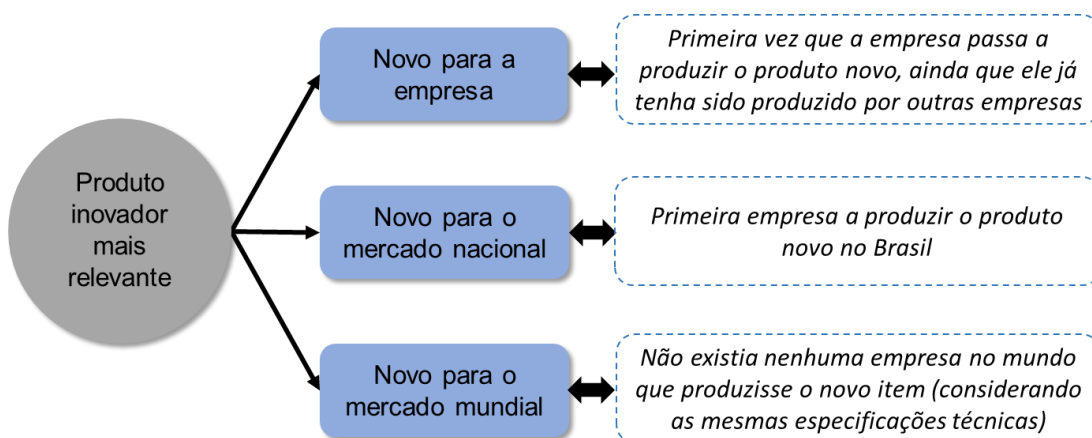 Produto
inovador
mais
relevante
Novo para a
empresa
Primeira vez que a empresa passa a
produzir o produto novo, ainda que ele já
tenha sido produzido por outras empresas
Novo para o
mercado nacional
Primeira empresa a produzir o produto
novo no Brasil
Novo para o
mercado mundial
Não existia nenhuma empresa no mundo
que produzisse o novo item (considerando
as mesmas especificações técnicas)